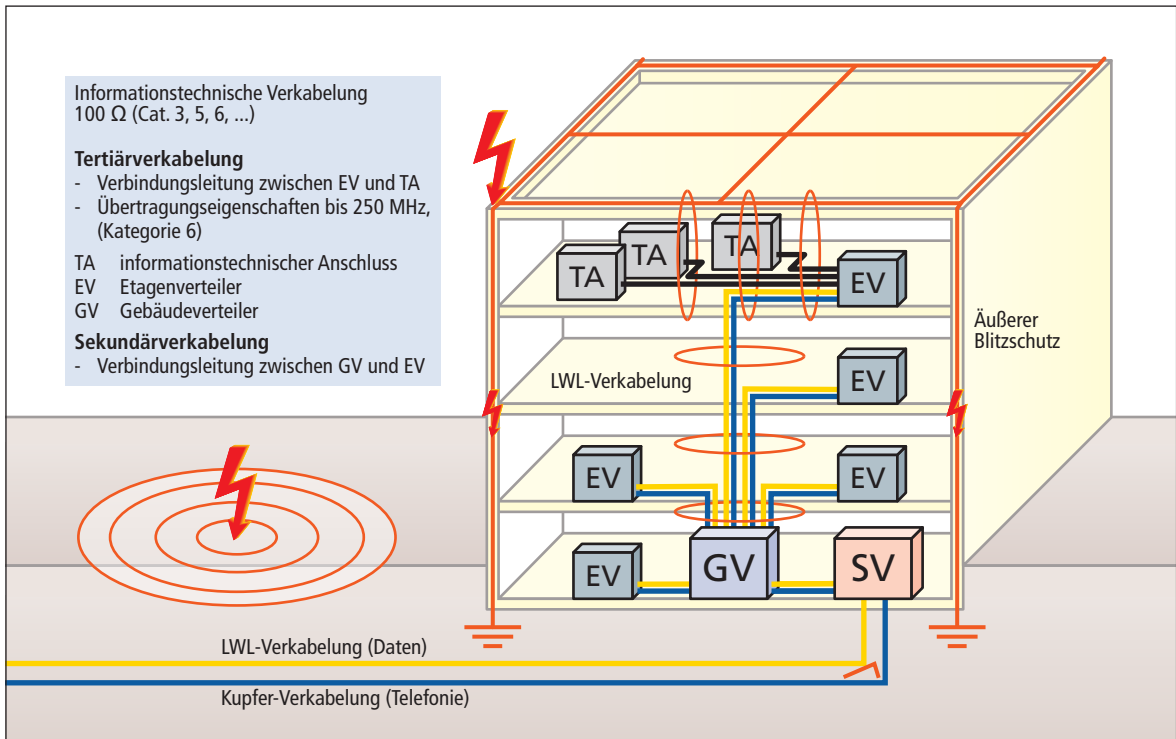 Informationstechnische Verkabelung
100 Ω (Cat. 3, 5, 6, ...)
Tertiärverkabelung
- Verbindungsleitung zwischen EV und TA
- Übertragungseigenschaften bis 250 MHz,
(Kategorie 6)
TA informationstechnischer Anschluss
EV Etagenverteiler
GV Gebäudeverteiler
Sekundärverkabelung
- Verbindungsleitung zwischen GV und EV
TA
TA
TA
EV
Äußerer
Blitzschutz
LWL-Verkabelung
EV
EV
EV
EV
GV
SV
LWL-Verkabelung (Daten)
Kupfer-Verkabelung (Telefonie)